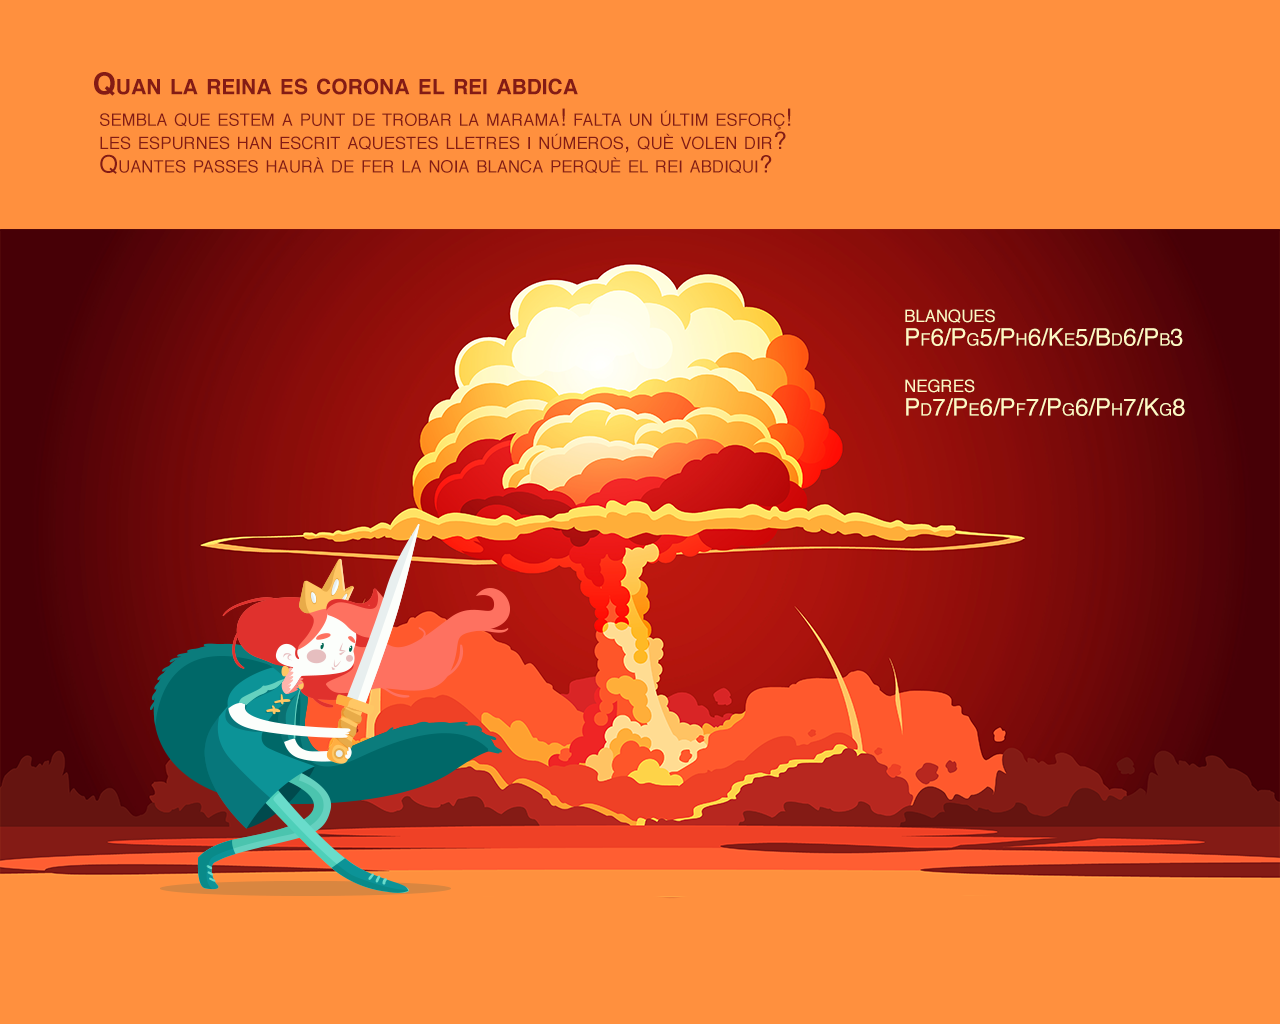 Quan la reina es corona el rei abdica
sembla que estem a punt de trobar la marama! falta un últim esforç!
les espurnes han escrit aquestes lletres i números, què volen dir?
Quantes passes haurà de fer la noia blanca perquè el rei abdiqui?
blanques
Pf6/Pg5/Ph6/Ke5/Bd6/Pb3
negres
Pd7/Pe6/Pf7/Pg6/Ph7/Kg8